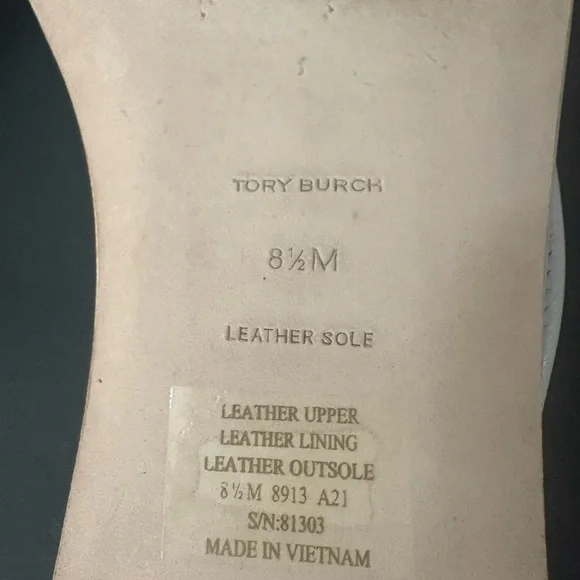 TORY BURCH
8½M
LEATHER SOLE
LEATHER UPPER
LEATHER LINING
LEATHER OUTSOLE
8½M 8913 A21
S/N:81303
MADE IN VIETNAM